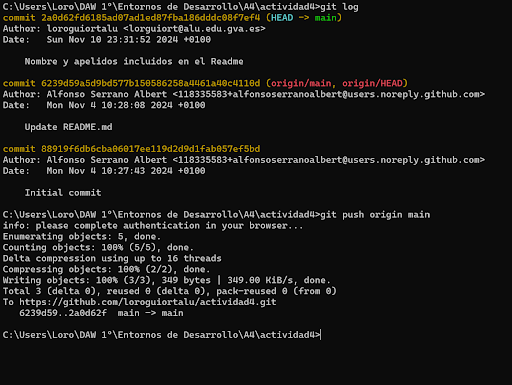 C:\Users\Loro\DAW 1º\Entornos de Desarrollo\A4\actividad4>git log
commit 2a0d62fd6185ad07ad1ed87fba186dddc08f7ef4 (HEAD -> main)
Author: loroguiortalu <lorguiort@alu.edu.gva.es>
Date:   Sun Nov 10 23:31:52 2024 +0100
    Nombre y apelidos incluidos en el Readme
commit 6239d59a5d9bd577b150586258a4461a40c4110d (origin/main, origin/HEAD)
Author: Alfonso Serrano Albert <118335583+alfonsoserranoalbert@users.noreply.github.com>
Date:   Mon Nov 4 10:28:08 2024 +0100
    Update README.md
commit 88919f6db6cba06017ee119d2d9d1fab057ef5bd
Author: Alfonso Serrano Albert <118335583+alfonsoserranoalbert@users.noreply.github.com>
Date:   Mon Nov 4 10:27:43 2024 +0100
    Initial commit
C:\Users\Loro\DAW 1º\Entornos de Desarrollo\A4\actividad4>git push origin main
info: please complete authentication in your browser...
Enumerating objects: 5, done.
Counting objects: 100% (5/5), done.
Delta compression using up to 16 threads
Compressing objects: 100% (2/2), done.
Writing objects: 100% (3/3), 349 bytes | 349.00 KiB/s, done.
Total 3 (delta 0), reused 0 (delta 0), pack-reused 0 (from 0)
To https://github.com/loroguiortalu/actividad4.git
   6239d59..2a0d62f  main -> main
C:\Users\Loro\DAW 1º\Entornos de Desarrollo\A4\actividad4>